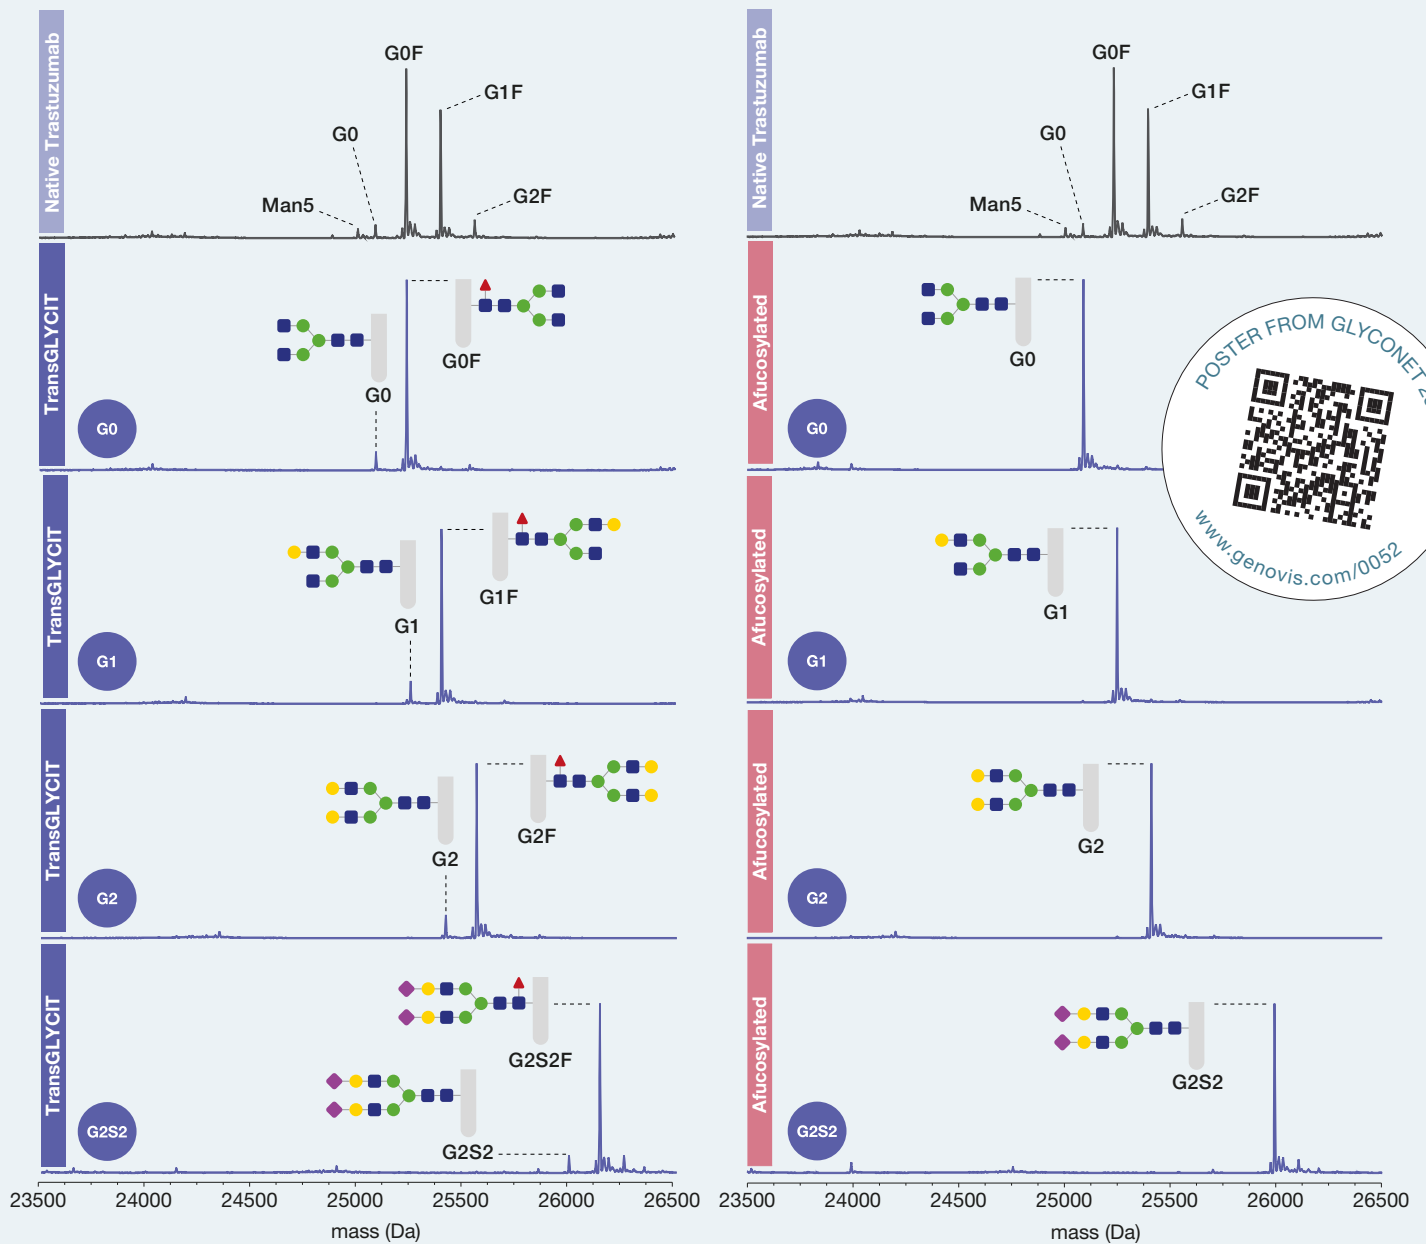 Native Trastuzumab
G0F
G1F
G0
Man5
G2F
TransGLYCIT
G0
G0
G0F
TransGLYCIT
G1
G1
G1F
TransGLYCIT
G2
G2
G2F
TransGLYCIT
G2S2
G2S2F
G2S2
23500 24000 24500 25000 25500 26000 26500
mass (Da)
Native Trastuzumab
G0F
G1F
G0
Man5
G2F
Afucosylated
G0
G0
Afucosylated
G1
G1
Afucosylated
G2
G2
Afucosylated
G2S2
G2S2
23500 24000 24500 25000 25500 26000 26500
mass (Da)
POSTER FROM GLYCONET
www.genovis.com/0052